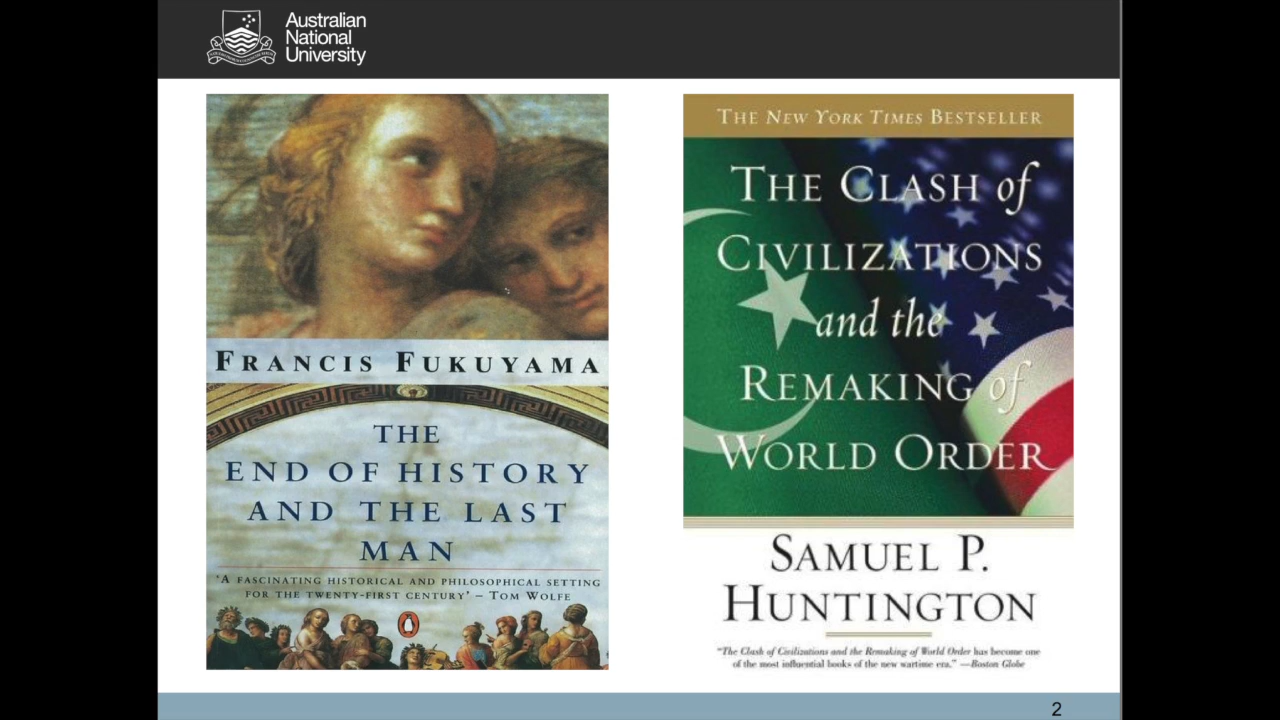 Australian
National
University
FRANCIS FUKUYAMA
THE
END OF HISTORY
AND THE LAST
MAN
'A FASCINATING HISTORICAL AND PHILOSOPHICAL SETTING
FOR THE TWENTY-FIRST CENTURY' – TOM WOLFE
THE NEW YORK TIMES BESTSELLER
THE CLASH of
CIVILIZATIONS
and the
REMAKING of
WORLD ORDER
SAMUEL P.
HUNTINGTON
"The Clash of Civilizations and the Remaking of World Order has become one
of the most influential books of the new wartime era." —Boston Globe
2